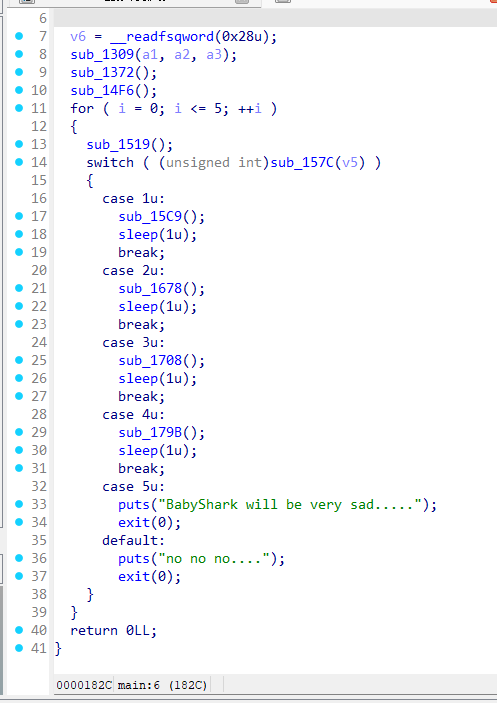 6
7 v6 = __readfsqword(0x28u);
8 sub_1309(a1, a2, a3);
9 sub_1372();
10 sub_14F6();
11 for ( i = 0; i <= 5; ++i )
12 {
13 sub_1519();
14 switch ( (unsigned int)sub_157C(v5) )
15 {
16 case 1u:
17 sub_15C9();
18 sleep(1u);
19 break;
20 case 2u:
21 sub_1678();
22 sleep(1u);
23 break;
24 case 3u:
25 sub_1708();
26 sleep(1u);
27 break;
28 case 4u:
29 sub_179B();
30 sleep(1u);
31 break;
32 case 5u:
33 puts("BabyShark will be very sad.....");
34 exit(0);
35 default:
36 puts("no no no....");
37 exit(0);
38 }
39 }
40 return 0LL;
41 }
0000182C main:6 (182C)